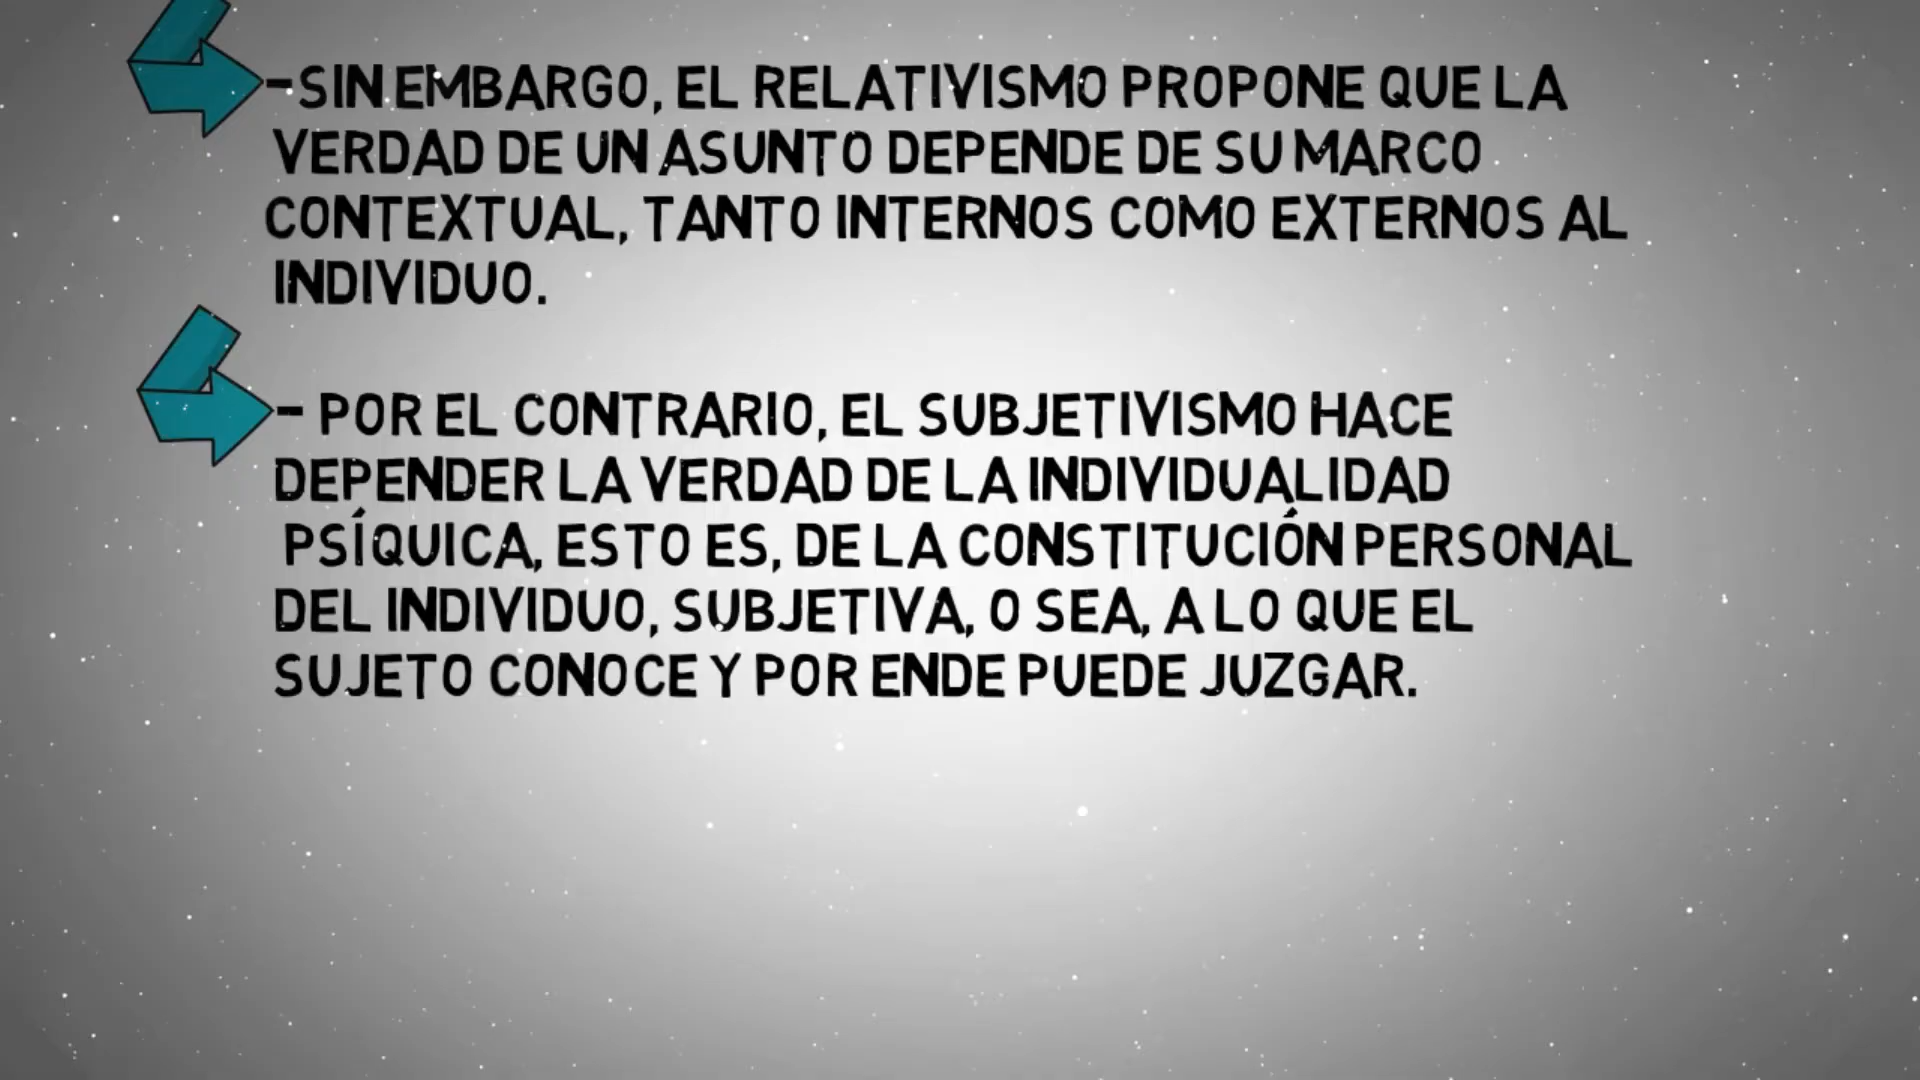 -SIN EMBARGO, EL RELATIVISMO PROPONE QUE LA
VERDAD DE UN ASUNTO DEPENDE DE SU MARCO
CONTEXTUAL, TANTO INTERNOS COMO EXTERNOS AL
INDIVIDUO.
- POR EL CONTRARIO, EL SUBJETIVISMO HACE
DEPENDER LA VERDAD DE LA INDIVIDUALIDAD
PSÍQUICA, ESTO ES, DE LA CONSTITUCIÓN PERSONAL
DEL INDIVIDUO, SUBJETIVA, O SEA, A LO QUE EL
SUJETO CONOCE Y POR ENDE PUEDE JUZGAR.